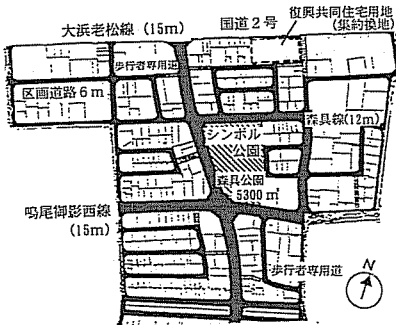 大浜老松線(15m)
国道2号
復興共同住宅用地
(集約換地)
歩行者専用道
区画道路6m
森具線(12m)
シンボル
公園
森具公園
5300㎡
鳴尾御影西線
(15m)
歩行者専用道
N